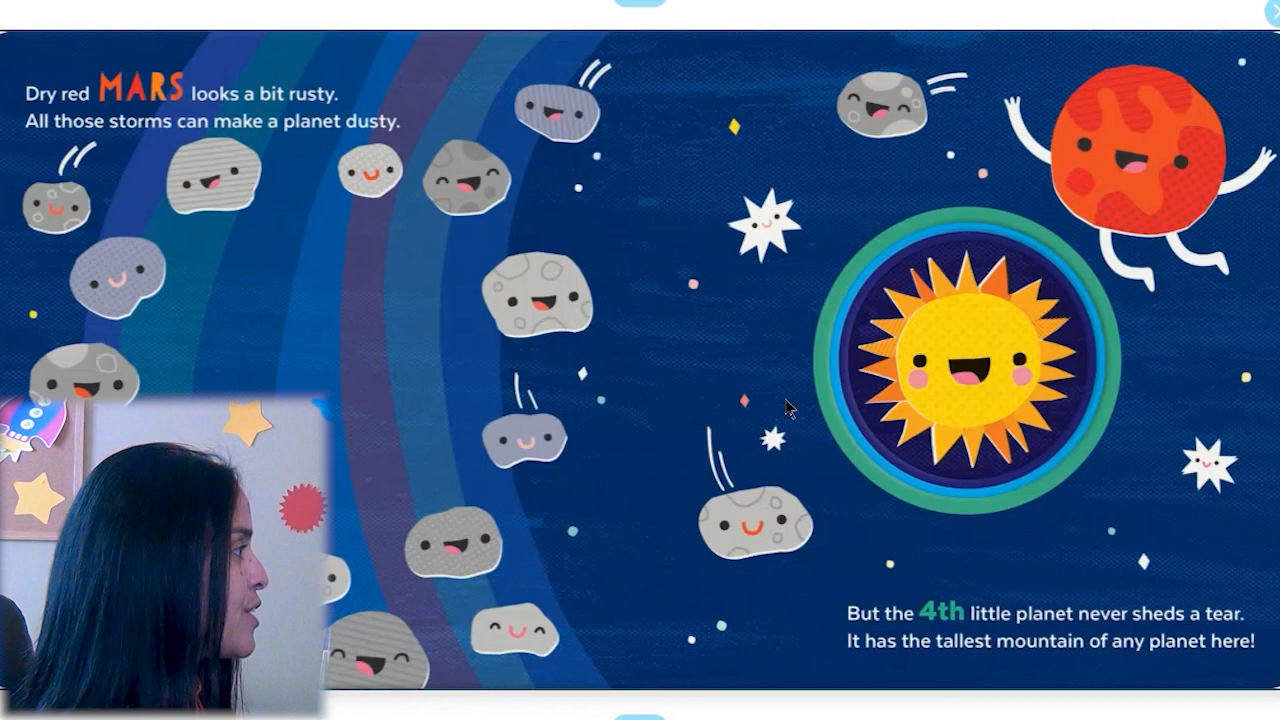 Dry red MARS looks a bit rusty.
All those storms can make a planet dusty.
But the 4th little planet never sheds a tear.
It has the tallest mountain of any planet here!